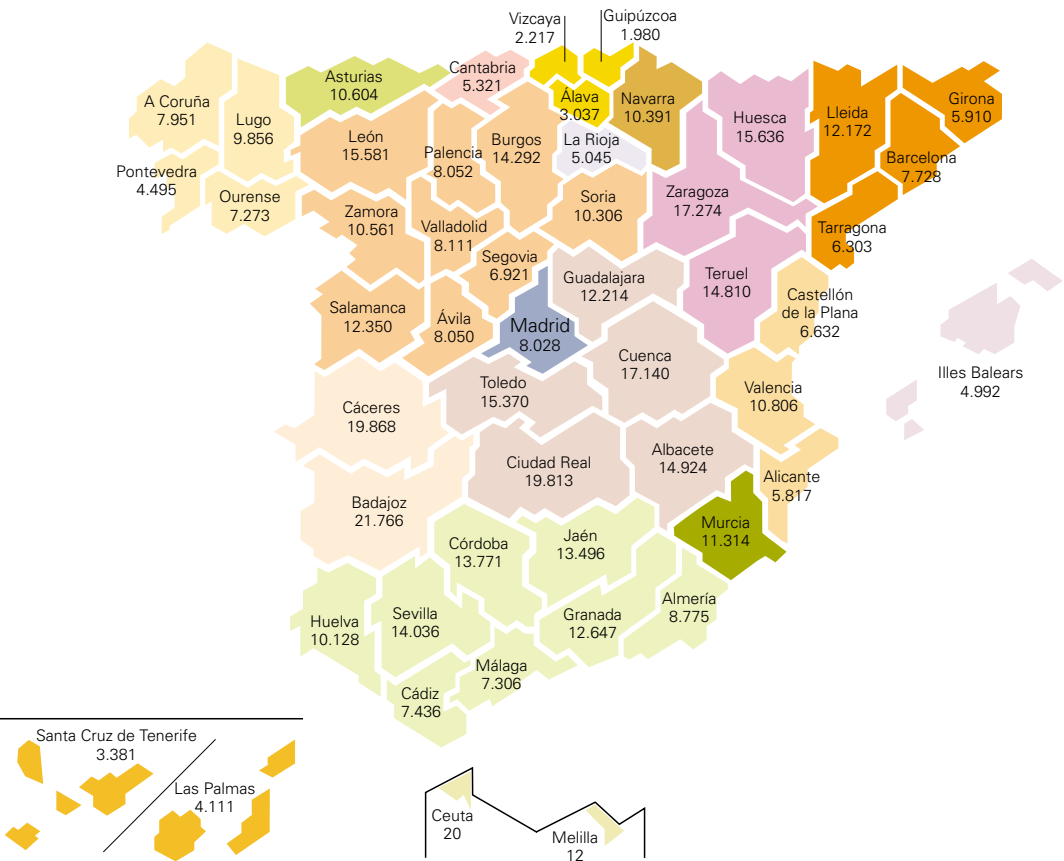 Vizcaya
2.217
Guipúzcoa
1.980
Asturias
10.604
Cantabria
5.321
Álava
3.037
Navarra
10.391
A Coruña
7.951
Lugo
9.856
León
15.581
Palencia
8.052
Burgos
14.292
La Rioja
5.045
Huesca
15.636
Lleida
12.172
Girona
5.910
Barcelona
7.728
Pontevedra
4.495
Ourense
7.273
Zamora
10.561
Valladolid
8.111
Soria
10.306
Zaragoza
17.274
Tarragona
6.303
Segovia
6.921
Guadalajara
12.214
Teruel
14.810
Castellón
de la Plana
6.632
Salamanca
12.350
Ávila
8.050
Madrid
8.028
Cuenca
17.140
Illes Balears
4.992
Toledo
15.370
Valencia
10.806
Cáceres
19.868
Ciudad Real
19.813
Albacete
14.924
Alicante
5.817
Badajoz
21.766
Murcia
11.314
Córdoba
13.771
Jaén
13.496
Huelva
10.128
Sevilla
14.036
Granada
12.647
Almería
8.775
Málaga
7.306
Cádiz
7.436
Santa Cruz de Tenerife
3.381
Las Palmas
4.111
Ceuta
20
Melilla
12